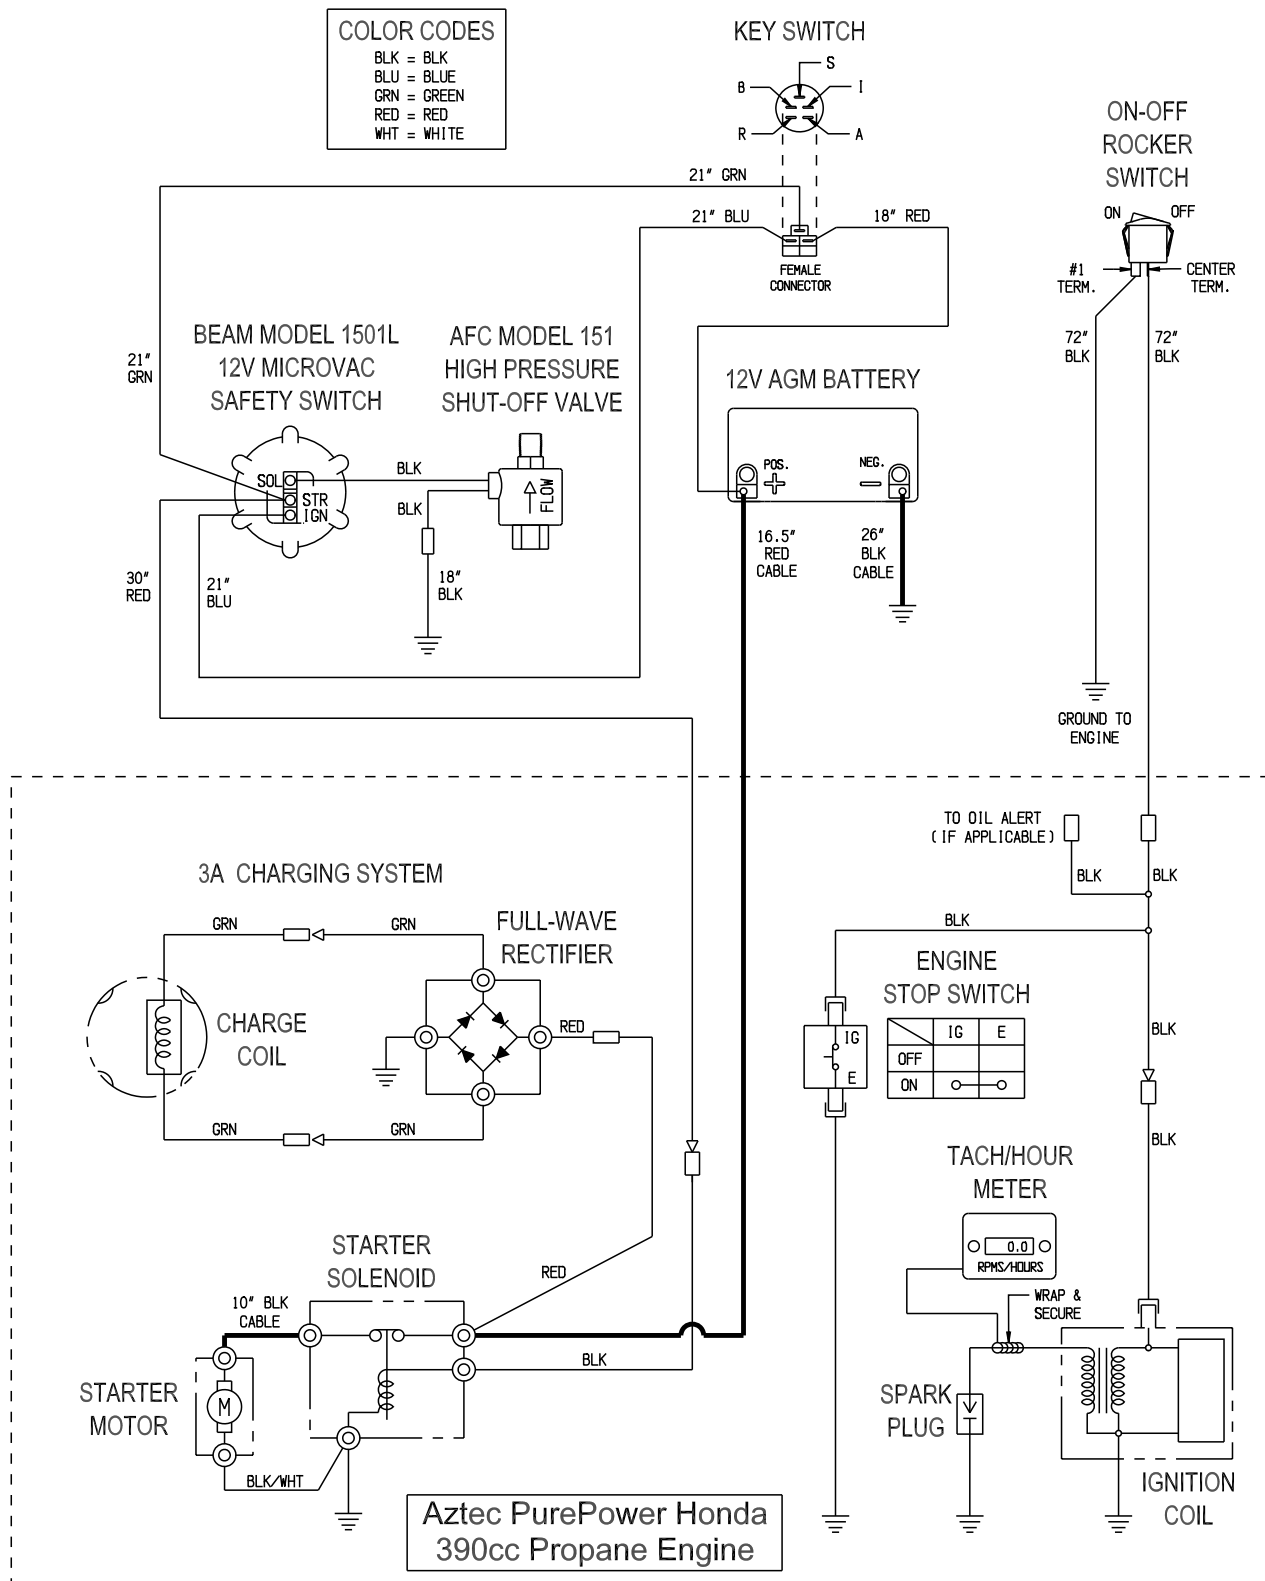 COLOR CODES
BLK = BLK
BLU = BLUE
GRN = GREEN
RED = RED
WHT = WHITE
KEY SWITCH
S
B
I
R
A
ON-OFF
ROCKER
SWITCH
ON
OFF
#1
TERM.
CENTER
TERM.
21" GRN
21" BLU
18" RED
FEMALE
CONNECTOR
72"
BLK
72"
BLK
BEAM MODEL 1501L
12V MICROVAC
SAFETY SWITCH
AFC MODEL 151
HIGH PRESSURE
SHUT-OFF VALVE
12V AGM BATTERY
21"
GRN
POS.
NEG.
SOL
STR
IGN
BLK
BLK
FLOW
16.5"
RED
CABLE
26"
BLK
CABLE
30"
RED
21"
BLU
18"
BLK
GROUND TO
ENGINE
TO OIL ALERT
(IF APPLICABLE)
BLK
BLK
3A CHARGING SYSTEM
GRN
GRN
FULL-WAVE
RECTIFIER
BLK
ENGINE
STOP SWITCH
CHARGE
COIL
RED
IG
E
IG
E
OFF
ON
BLK
GRN
GRN
BLK
TACH/HOUR
METER
0.0
RPMS/HOURS
STARTER
SOLENOID
RED
10" BLK
CABLE
WRAP &
SECURE
BLK
STARTER
MOTOR
M
SPARK
PLUG
BLK/WHT
IGNITION
COIL
Aztec PurePower Honda
390cc Propane Engine